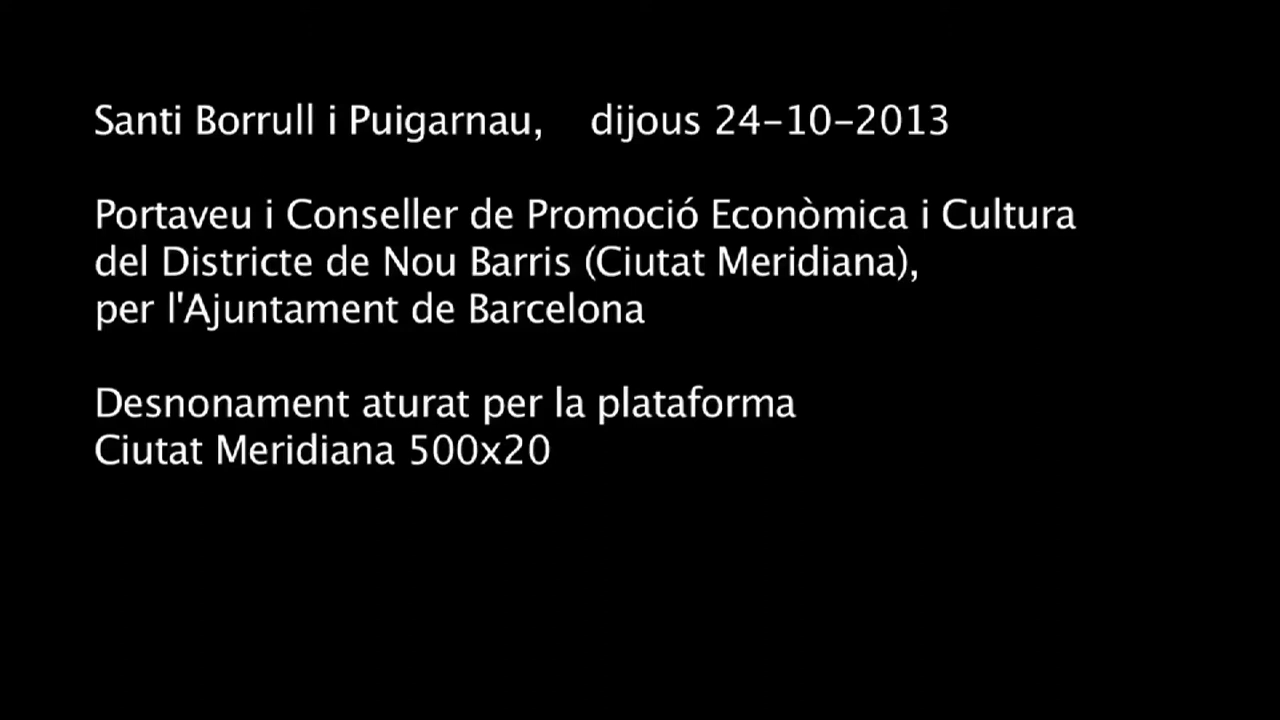 Santi Borrull i Puigarnau, dijous 24-10-2013
Portaveu i Conseller de Promoció Econòmica i Cultura
del Districte de Nou Barris (Ciutat Meridiana),
per l'Ajuntament de Barcelona
Desnonament aturat per la plataforma
Ciutat Meridiana 500x20